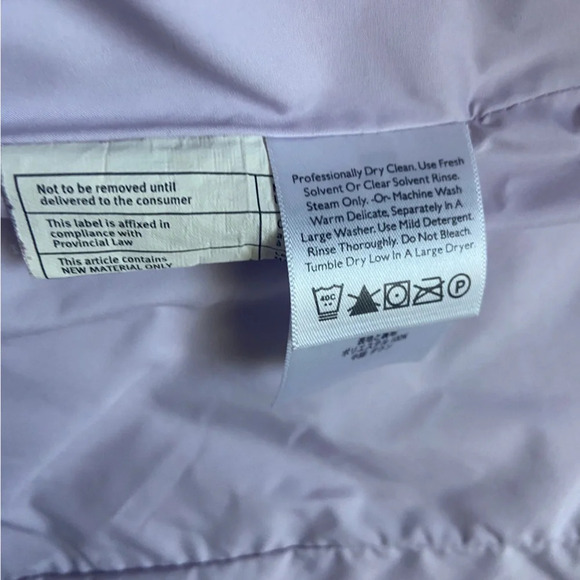 Not to be removed until
delivered to the consumer
This label is affixed in
compliance with
Provincial Law
This article contains
NEW MATERIAL ONLY
Professionally Dry Clean. Use Fresh
Solvent Or Clear Solvent Rinse.
Steam Only. -Or- Machine Wash
Warm Delicate, Separately In A
Large Washer. Use Mild Detergent.
Rinse Thoroughly. Do Not Bleach.
Tumble Dry Low In A Large Dryer.
40C
P